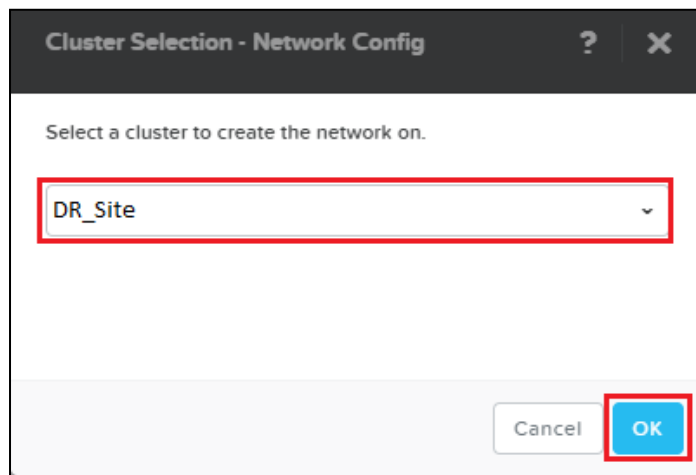 Cluster Selection - Network Config ?
Select a cluster to create the network on.
DR_Site
Cancel OK